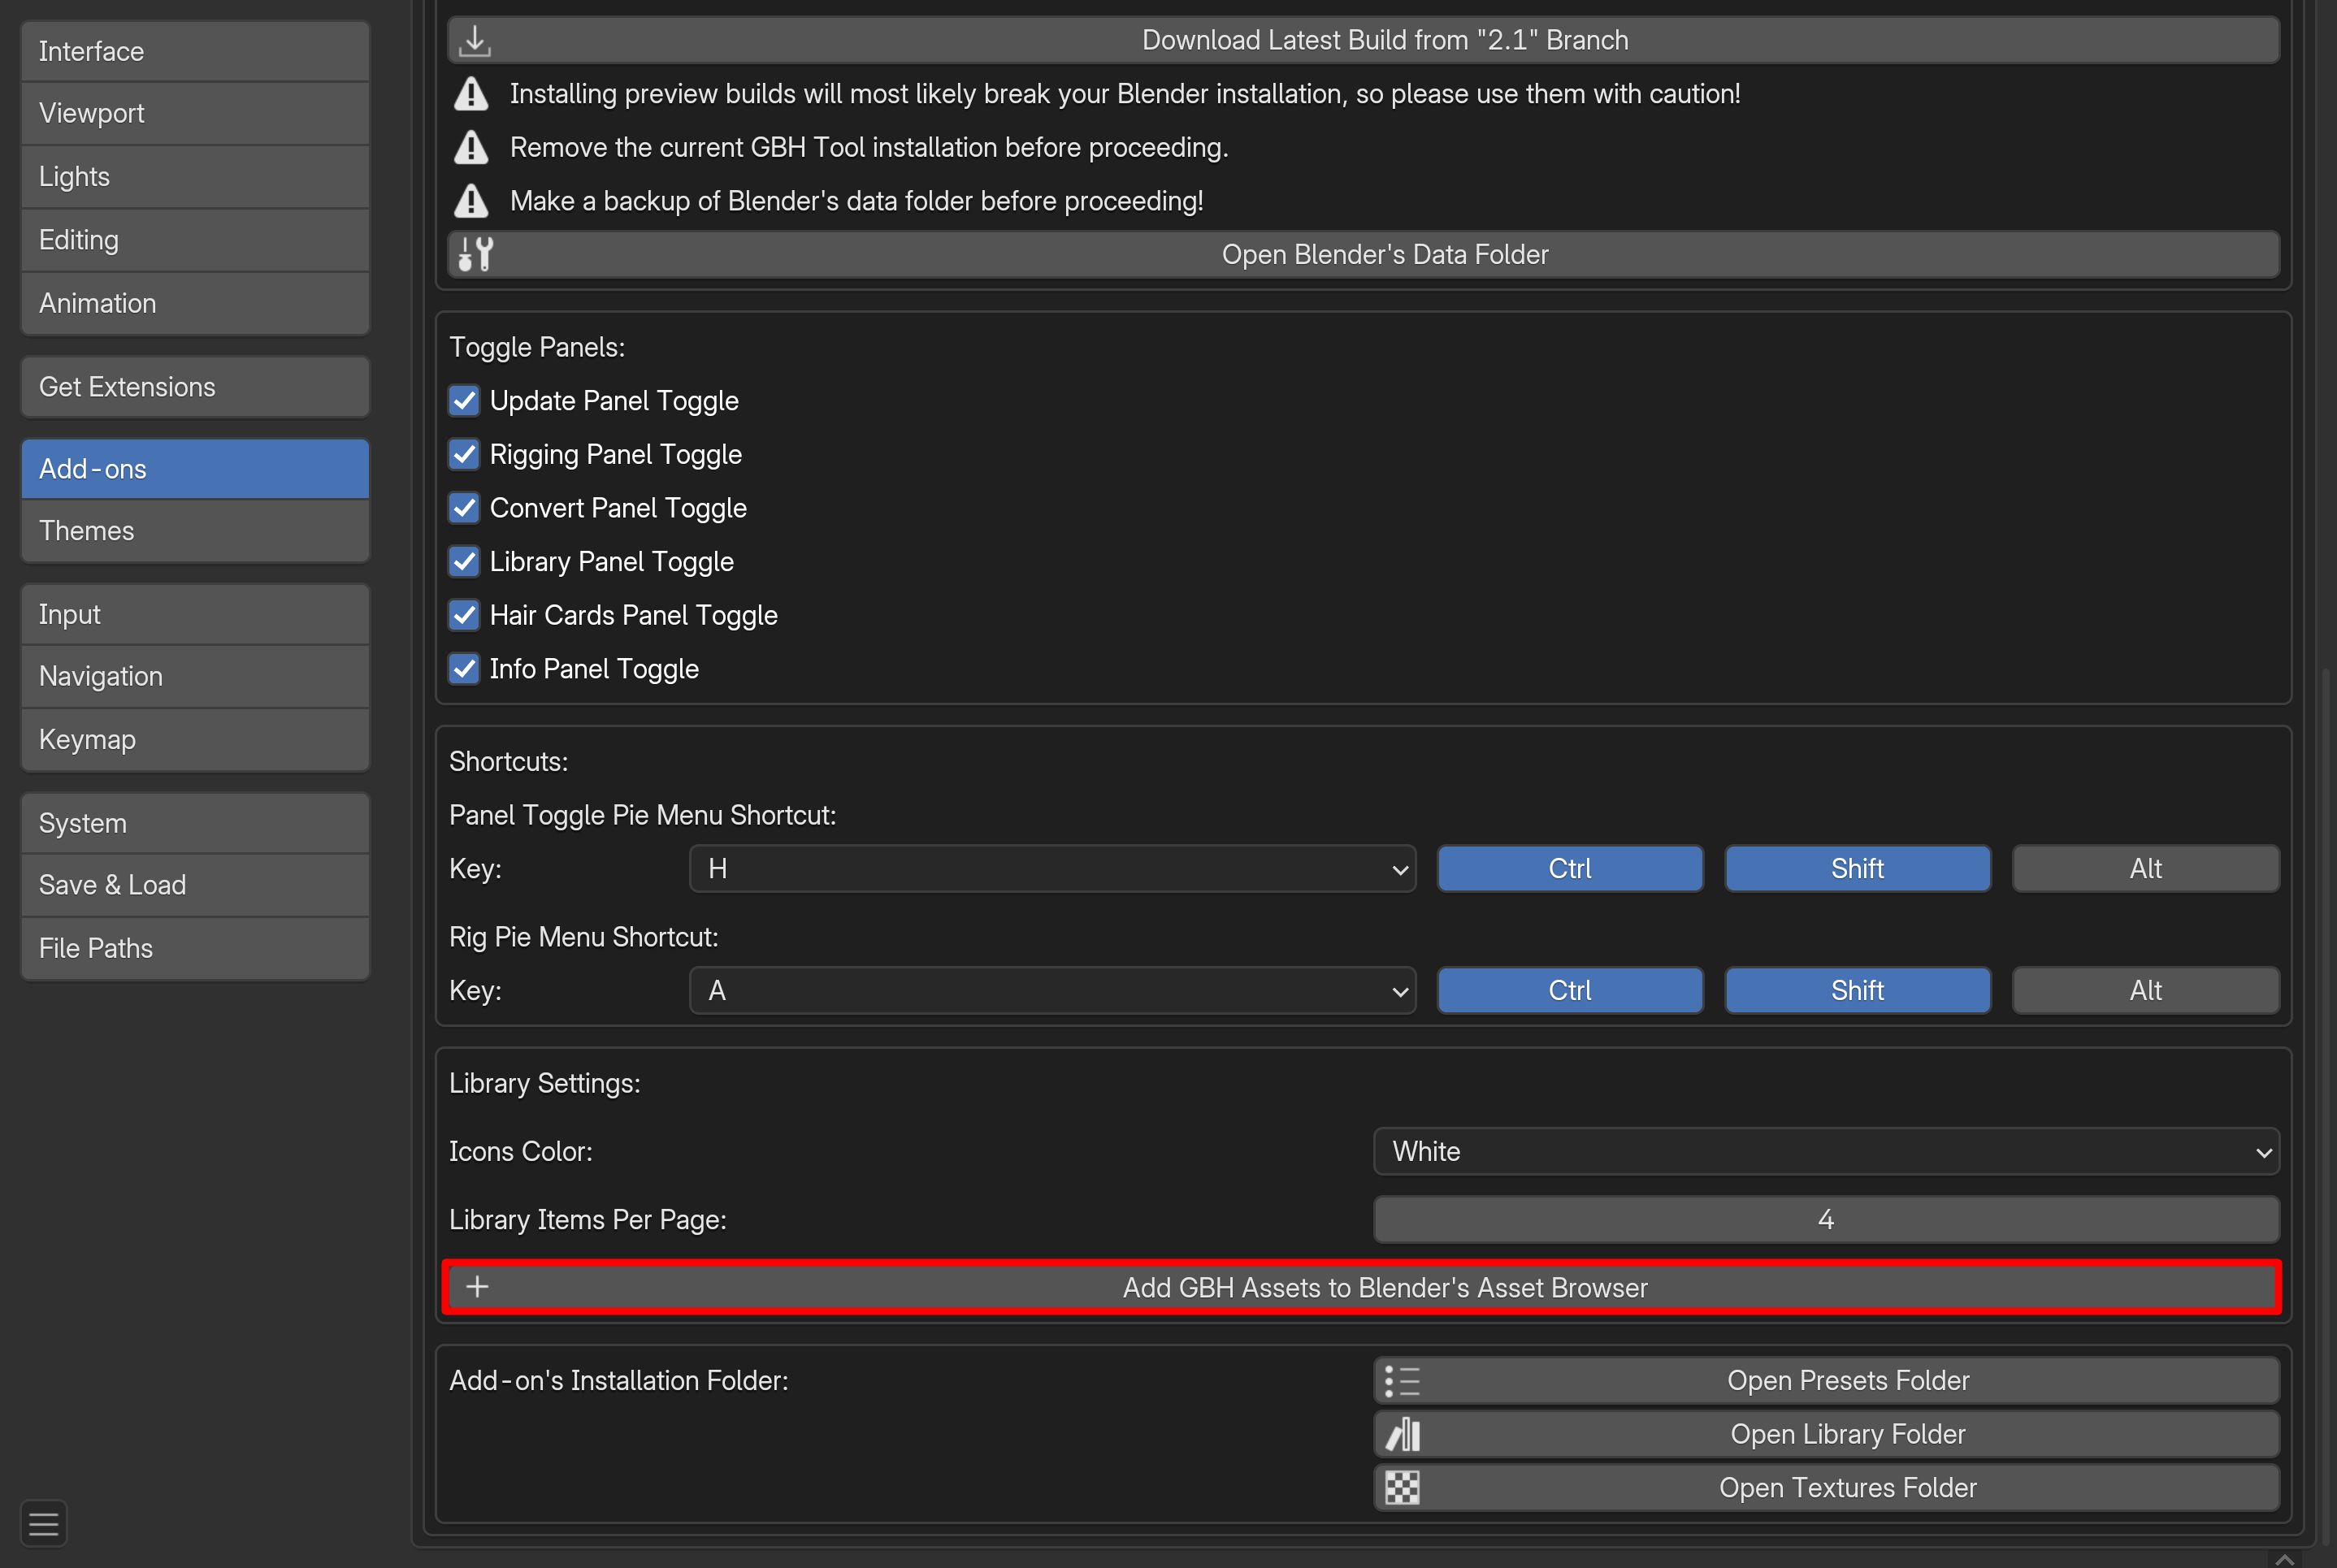 Interface
Viewport
Lights
Editing
Animation
Get Extensions
Add-ons
Themes
Input
Navigation
Keymap
System
Save & Load
File Paths
Download Latest Build from "2.1" Branch
Installing preview builds will most likely break your Blender installation, so please use them with caution!
Remove the current GBH Tool installation before proceeding.
Make a backup of Blender's data folder before proceeding!
Open Blender's Data Folder
Toggle Panels:
Update Panel Toggle
Rigging Panel Toggle
Convert Panel Toggle
Library Panel Toggle
Hair Cards Panel Toggle
Info Panel Toggle
Shortcuts:
Panel Toggle Pie Menu Shortcut:
Key: H Ctrl Shift Alt
Rig Pie Menu Shortcut:
Key: A Ctrl Shift Alt
Library Settings:
Icons Color: White
Library Items Per Page: 4
Add GBH Assets to Blender's Asset Browser
Add-on's Installation Folder: Open Presets Folder
Open Library Folder
Open Textures Folder